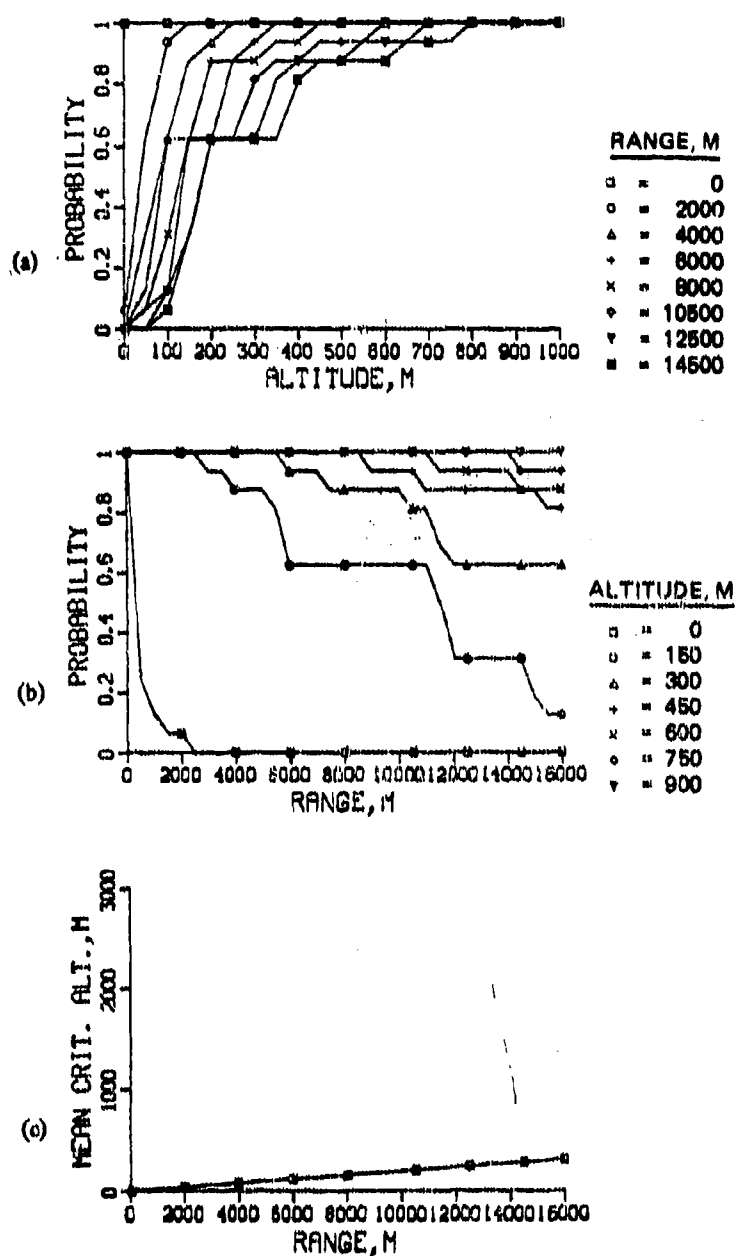 (a)
PROBABILITY
0 0.2 0.4 0.6 0.8 1
0 100 200 300 400 500 600 700 800 900 1000
ALTITUDE, M
RANGE, M
0
2000
4000
6000
8000
10500
12500
14500
(b)
PROBABILITY
0 0.2 0.4 0.6 0.8 1
0 2000 4000 6000 8000 10000 12000 14000 16000
RANGE, M
ALTITUDE, M
0
150
300
450
600
750
900
(c)
MEAN CRIT. ALT., M
0 1000 2000 3000
0 2000 4000 6000 8000 10000 12000 14000 16000
RANGE, M